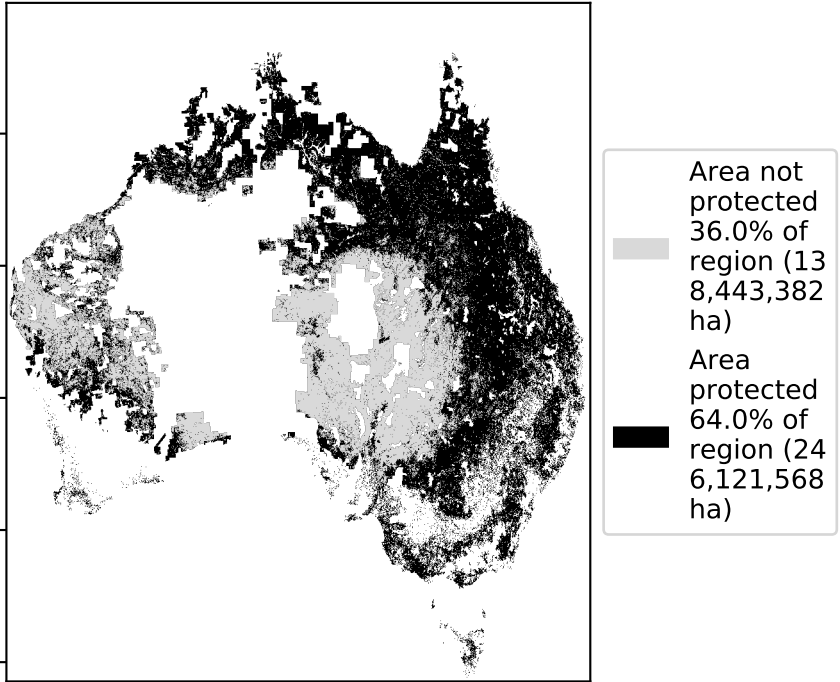 Area not
protected
36.0% of
region (13
8,443,382
ha)
Area
protected
64.0% of
region (24
6,121,568
ha)